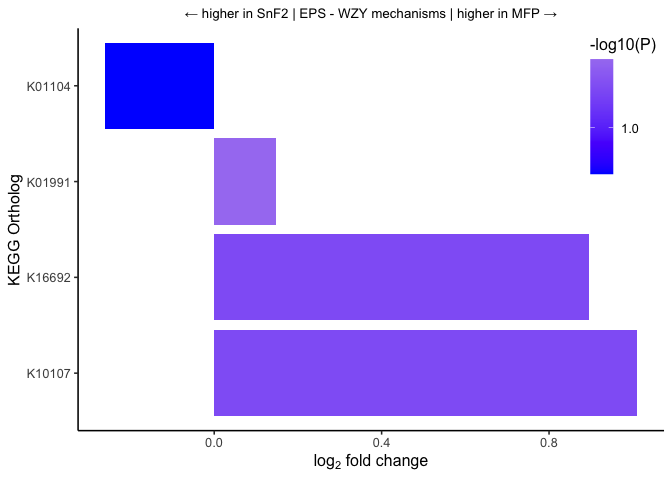 ← higher in SnF2 | EPS - WZY mechanisms | higher in MFP →
-log10(P)
1.0
KEGG Ortholog
K01104
K01991
K16692
K10107
0.0 0.4 0.8
log2 fold change